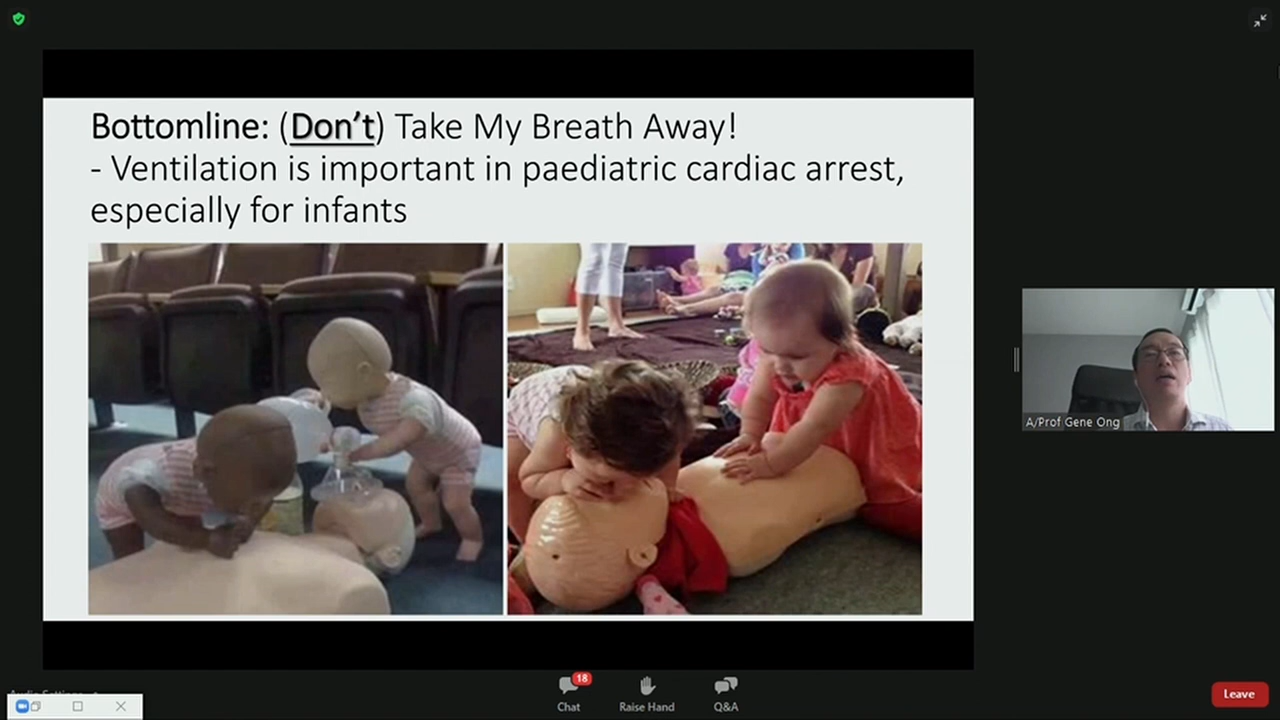 Bottomline: (Don't) Take My Breath Away!
- Ventilation is important in paediatric cardiac arrest,
especially for infants
A/Prof Gene Ong
18
Chat
Raise Hand
Q&A
Leave